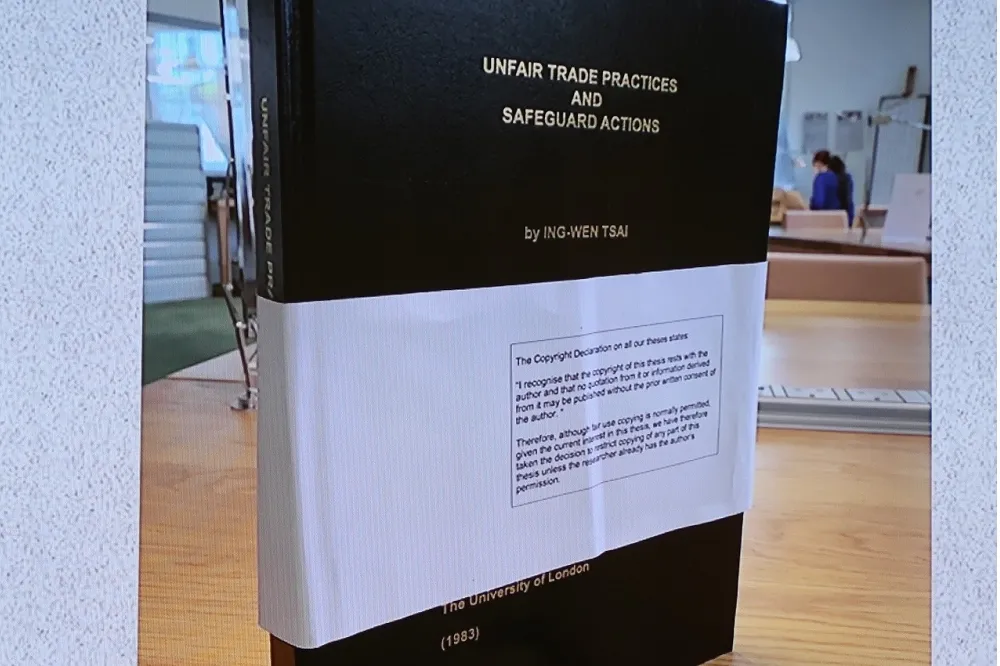 UNFAIR TRADE PRACTICES
AND
SAFEGUARD ACTIONS
by ING-WEN TSAI
UNFAIR TRADE PRA
The Copyright Declaration on all our theses states:
"I recognise that the copyright of this thesis rests with the
author and that no quotation from it or information derived
from it may be published without the prior written consent of
the author. "
Therefore, although fair use copying is normally permitted,
given the current interest in this thesis, we have therefore
taken the decision to restrict copying of any part of this
thesis unless the researcher already has the author's
permission.
The University of London
(1983)